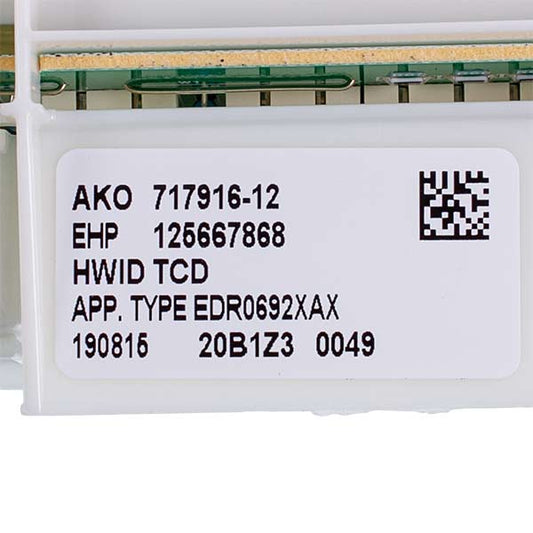 AKO 717916-12
EHP 125667868
HWID TCD
APP. TYPE EDR0692XAX
190815 20B1Z3 0049